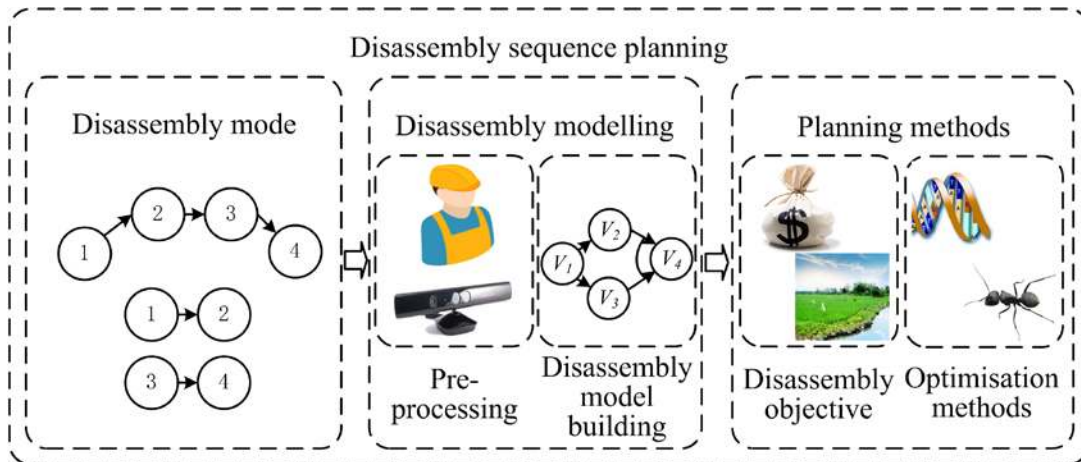 Disassembly sequence planning
Disassembly mode
1
2
3
4
1
2
3
4
Disassembly modelling
V1
V2
V3
V4
Pre-
processing
Disassembly
model
building
Planning methods
$
Disassembly
objective
Optimisation
methods